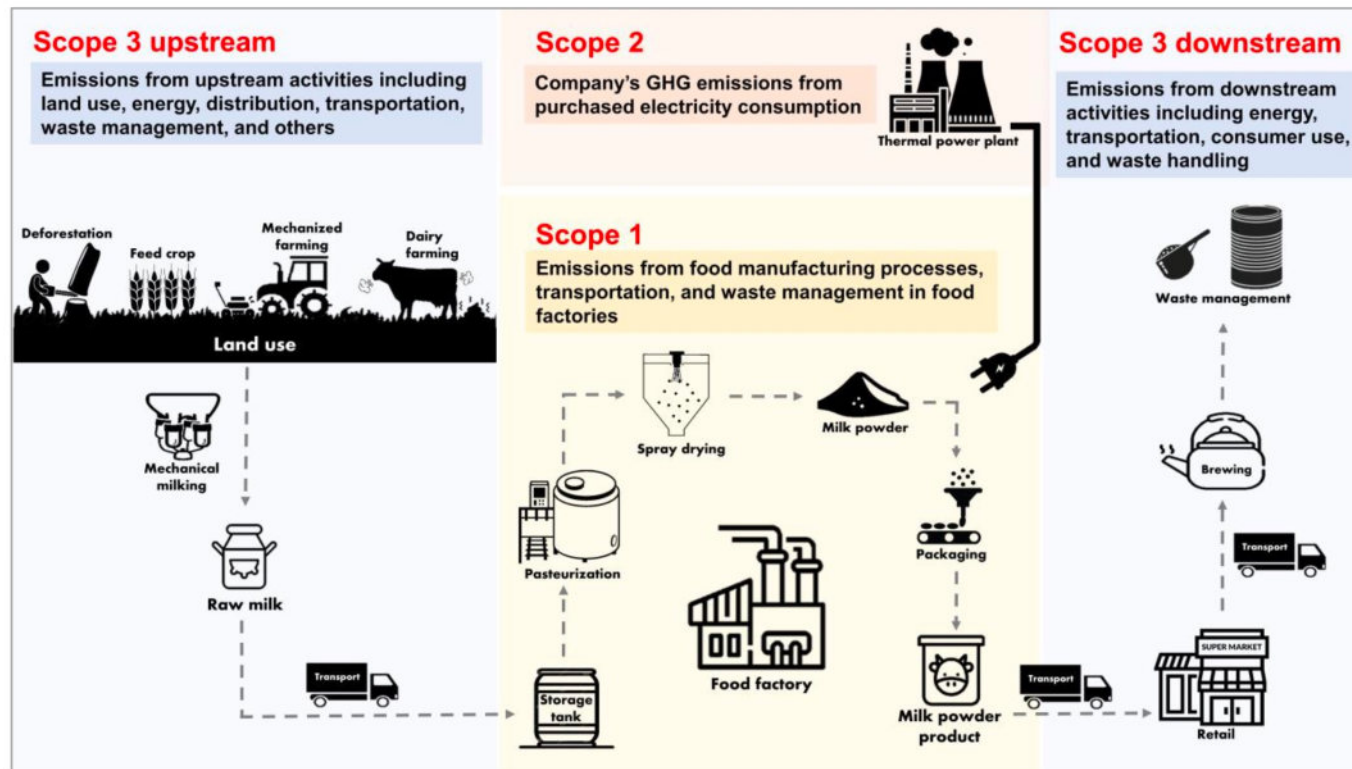 Scope 3 upstream
Emissions from upstream activities including
land use, energy, distribution, transportation,
waste management, and others
Deforestation
Feed crop
Mechanized
farming
Dairy
farming
Land use
Mechanical
milking
Raw milk
Transport
Scope 2
Company's GHG emissions from
purchased electricity consumption
Thermal power plant
Scope 1
Emissions from food manufacturing processes,
transportation, and waste management in food
factories
Spray drying
Milk powder
Pasteurization
Packaging
Storage
tank
Food factory
Milk powder
product
Transport
Scope 3 downstream
Emissions from downstream
activities including energy,
transportation, consumer use,
and waste handling
Waste management
Brewing
Transport
SUPER MARKET
Retail